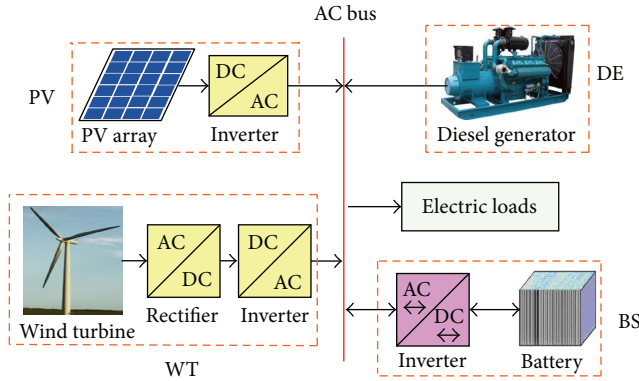 AC bus
PV
DC
AC
PV array
Inverter
Diesel generator
DE
Electric loads
AC
DC
DC
AC
Wind turbine
Rectifier
Inverter
WT
AC
DC
Inverter
Battery
BS